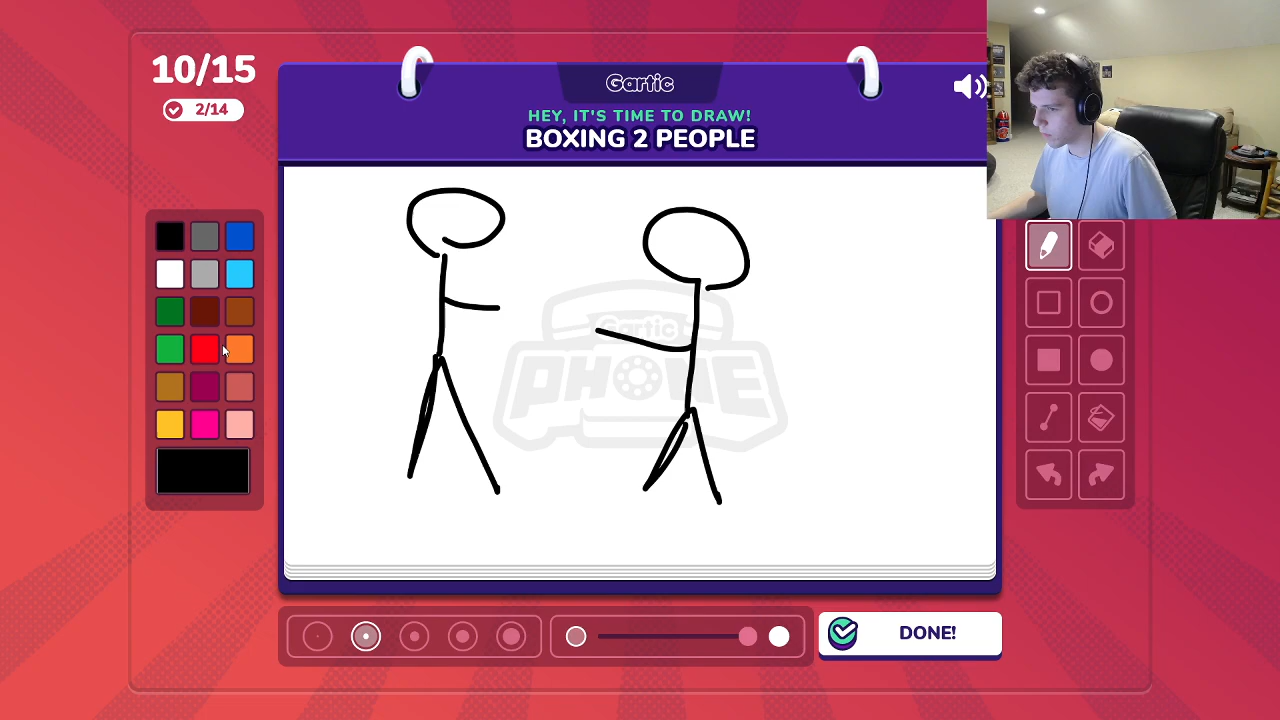 10/15
2/14
Gartic
HEY, IT'S TIME TO DRAW!
BOXING 2 PEOPLE
Gartic
PHONE
DONE!